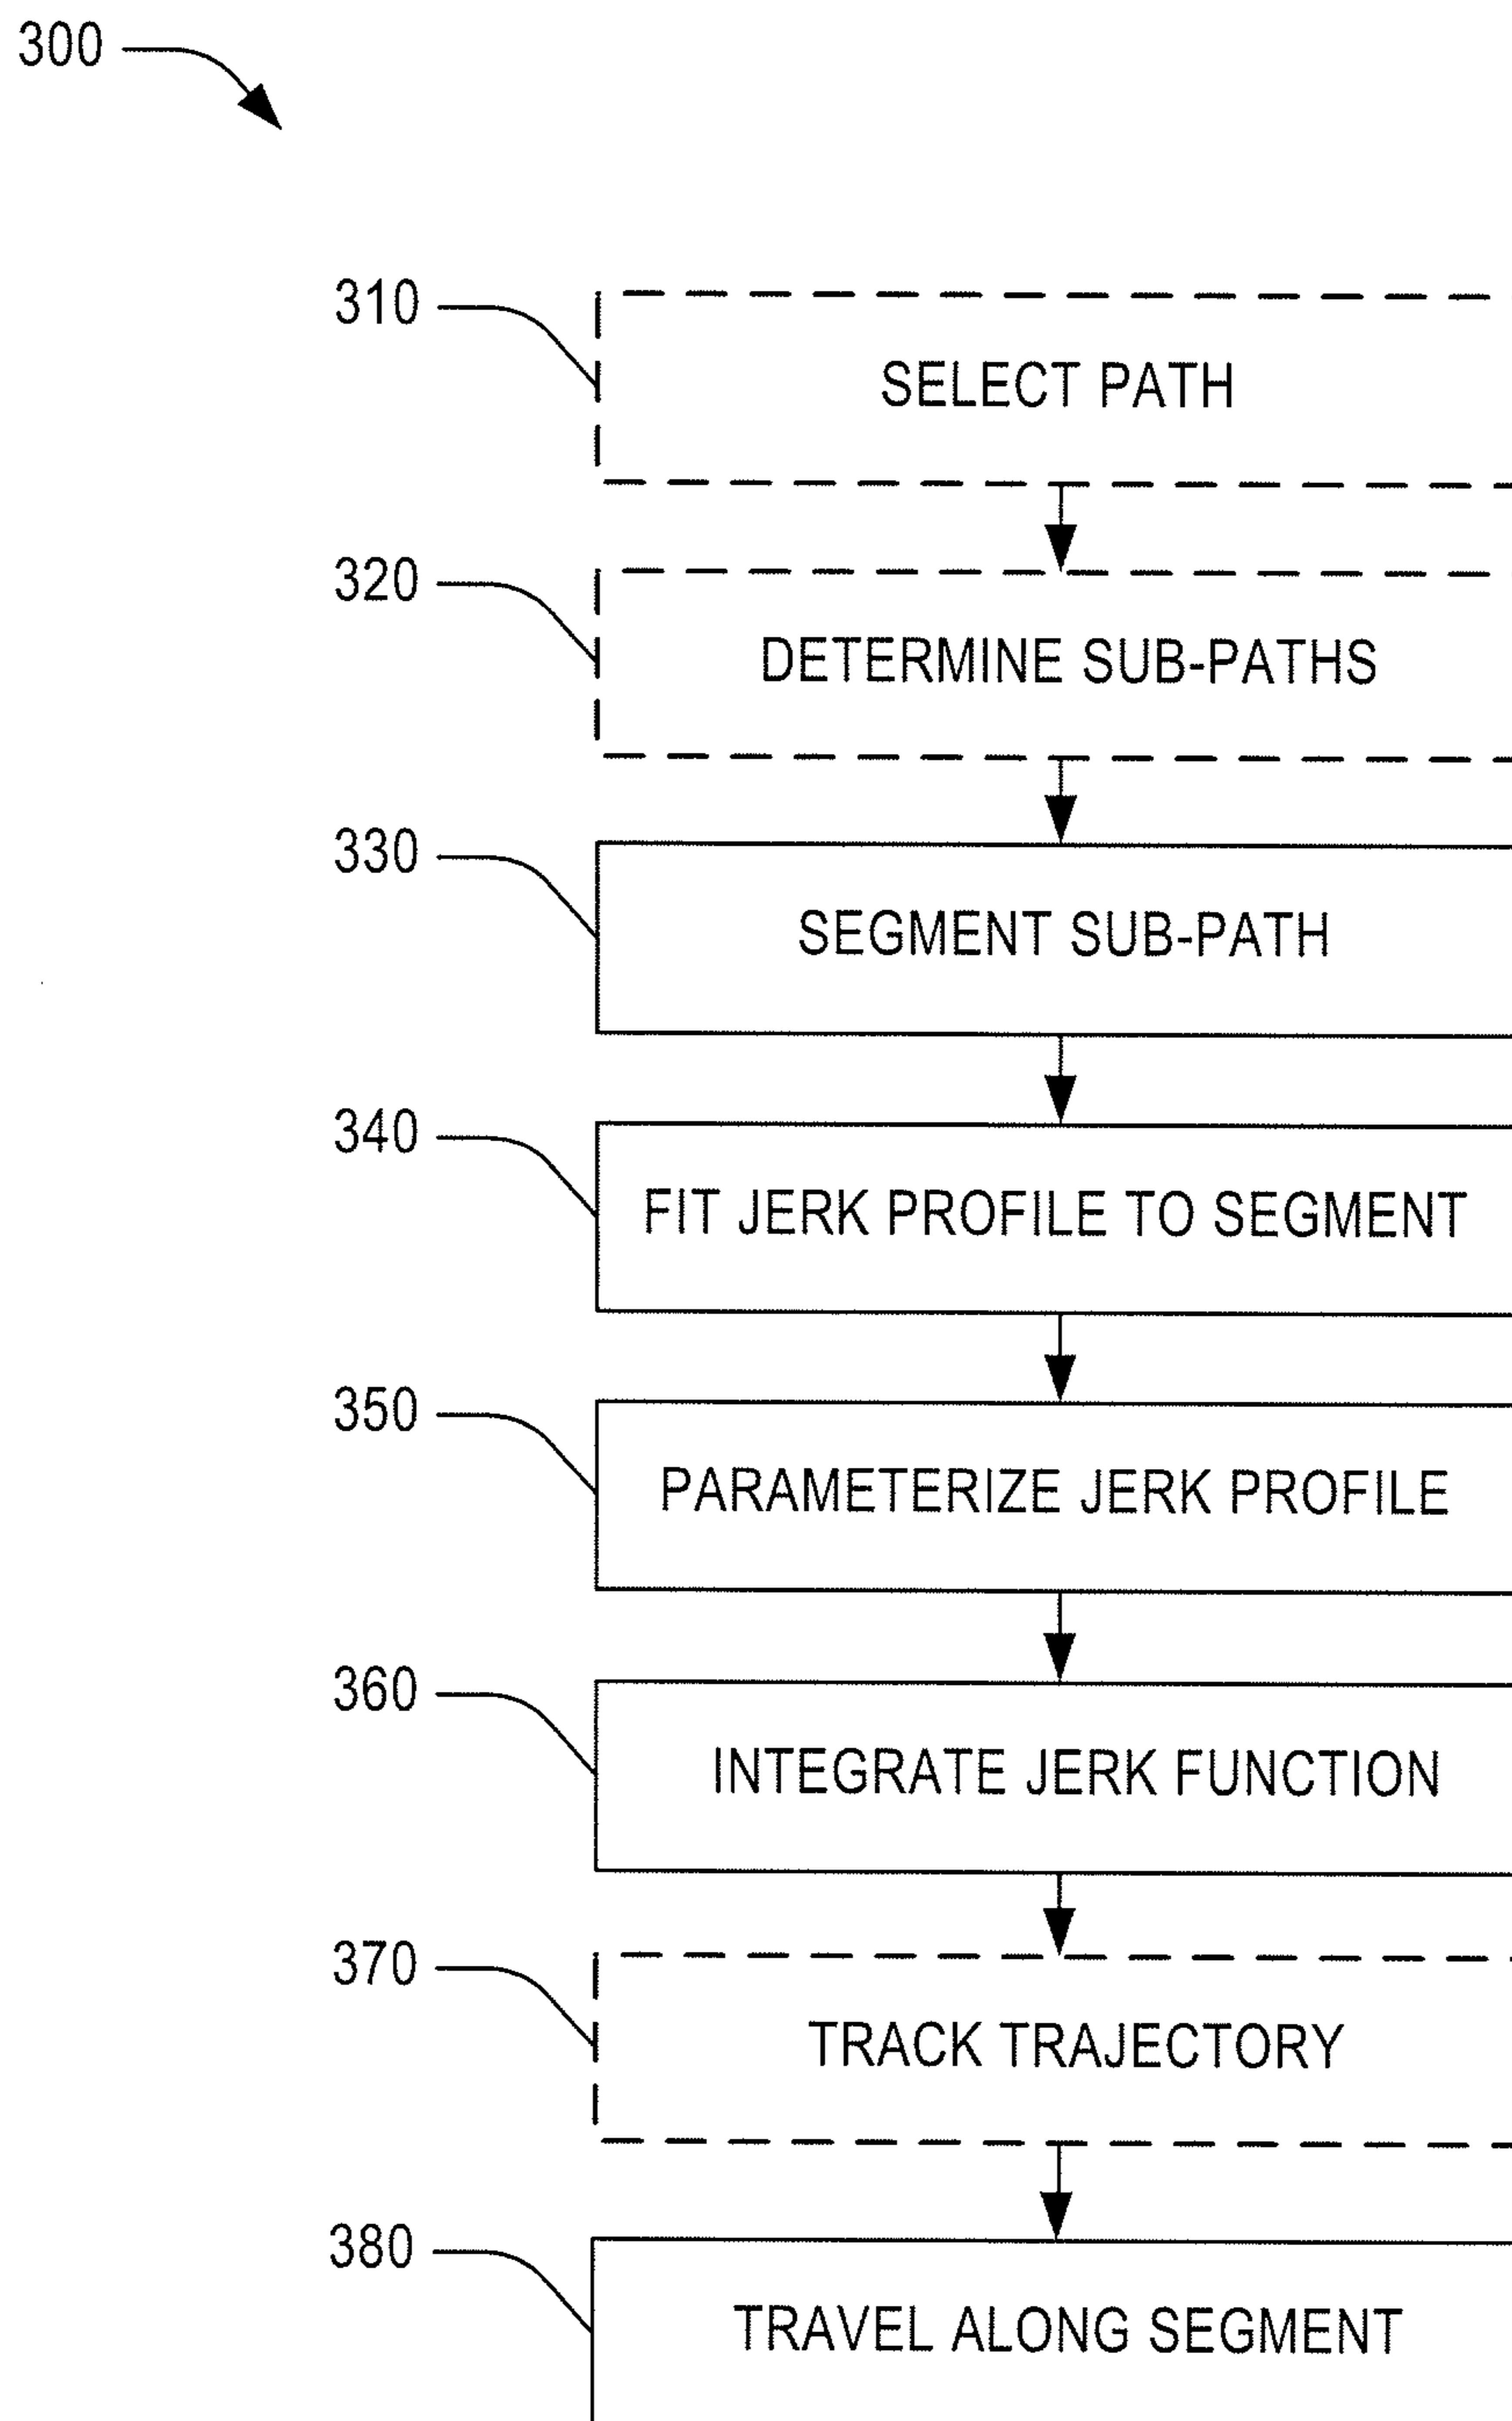 300
310
SELECT PATH
320
DETERMINE SUB-PATHS
330
SEGMENT SUB-PATH
340
FIT JERK PROFILE TO SEGMENT
350
PARAMETERIZE JERK PROFILE
360
INTEGRATE JERK FUNCTION
370
TRACK TRAJECTORY
380
TRAVEL ALONG SEGMENT